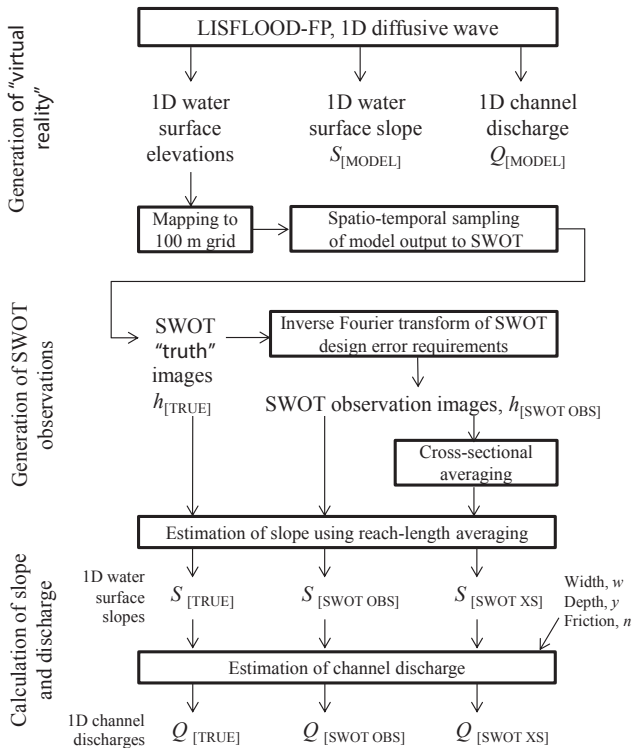 LISFLOOD-FP, 1D diffusive wave
Generation of "virtual
reality"
1D water
surface
elevations
1D water
surface slope
S[MODEL]
1D channel
discharge
Q[MODEL]
Mapping to
100 m grid
Spatio-temporal sampling
of model output to SWOT
Generation of SWOT
observations
SWOT
"truth"
images
h[TRUE]
Inverse Fourier transform of SWOT
design error requirements
SWOT observation images, h[SWOT OBS]
Cross-sectional
averaging
Estimation of slope using reach-length averaging
Calculation of slope
and discharge
1D water
surface
slopes
S [TRUE]
S [SWOT OBS]
S [SWOT XS]
Width, w
Depth, y
Friction, n
Estimation of channel discharge
1D channel
discharges
Q [TRUE]
Q [SWOT OBS]
Q [SWOT XS]